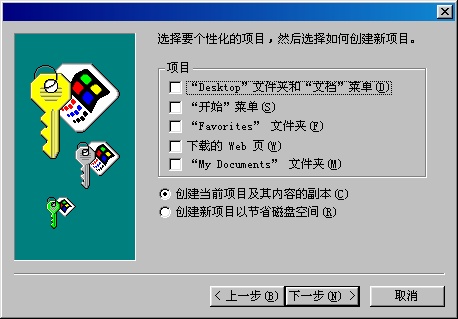 选择要个性化的项目，然后选择如何创建新项目。
项目
“Desktop”文件夹和“文档”菜单(D)
“开始”菜单(S)
“Favorites” 文件夹(F)
下载的 Web 页(W)
“My Documents” 文件夹(M)
创建当前项目及其内容的副本(C)
创建新项目以节省磁盘空间(R)
< 上一步(B)
下一步(N) >
取消